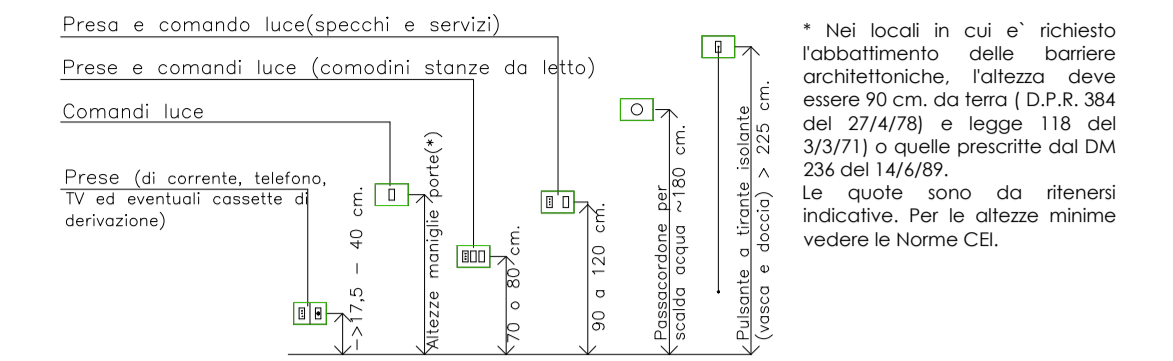 Presa e comando luce(specchi e servizi)
Prese e comandi luce (comodini stanze da letto)
Comandi luce
Prese (di corrente, telefono,
TV ed eventuali cassette di
derivazione)
->17,5 - 40 cm.
Altezze maniglie porte(*)
70 o 80 cm.
90 a 120 cm.
Passacordone per
scalda acqua ~180 cm.
Pulsante a tirante isolante
(vasca e doccia) > 225 cm.
* Nei locali in cui e` richiesto
l'abbattimento delle barriere
architettoniche, l'altezza deve
essere 90 cm. da terra ( D.P.R. 384
del 27/4/78) e legge 118 del
3/3/71) o quelle prescritte dal DM
236 del 14/6/89.
Le quote sono da ritenersi
indicative. Per le altezze minime
vedere le Norme CEI.